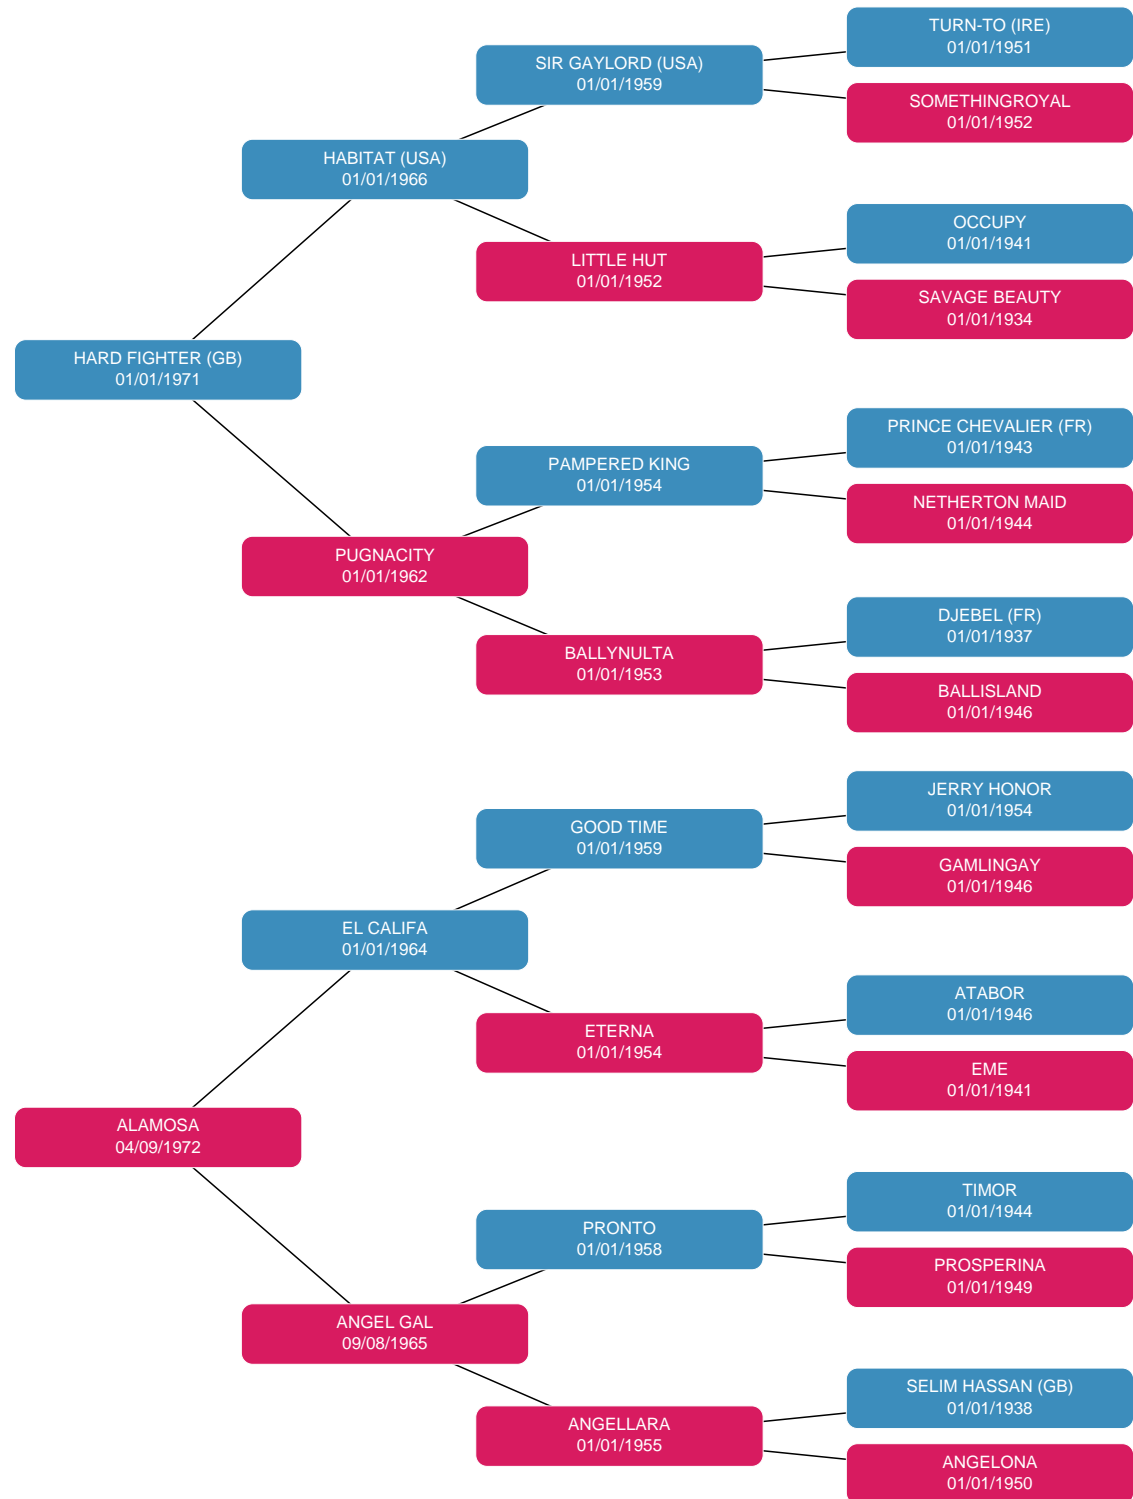 TURN-TO (IRE)
01/01/1951
SIR GAYLORD (USA)
01/01/1959
SOMETHINGROYAL
01/01/1952
HABITAT (USA)
01/01/1966
OCCUPY
01/01/1941
LITTLE HUT
01/01/1952
SAVAGE BEAUTY
01/01/1934
HARD FIGHTER (GB)
01/01/1971
PRINCE CHEVALIER (FR)
01/01/1943
PAMPERED KING
01/01/1954
NETHERTON MAID
01/01/1944
PUGNACITY
01/01/1962
DJEBEL (FR)
01/01/1937
BALLYNULTA
01/01/1953
BALLISLAND
01/01/1946
JERRY HONOR
01/01/1954
GOOD TIME
01/01/1959
GAMLINGAY
01/01/1946
EL CALIFA
01/01/1964
ATABOR
01/01/1946
ETERNA
01/01/1954
EME
01/01/1941
ALAMOSA
04/09/1972
TIMOR
01/01/1944
PRONTO
01/01/1958
PROSPERINA
01/01/1949
ANGEL GAL
09/08/1965
SELIM HASSAN (GB)
01/01/1938
ANGELLARA
01/01/1955
ANGELONA
01/01/1950